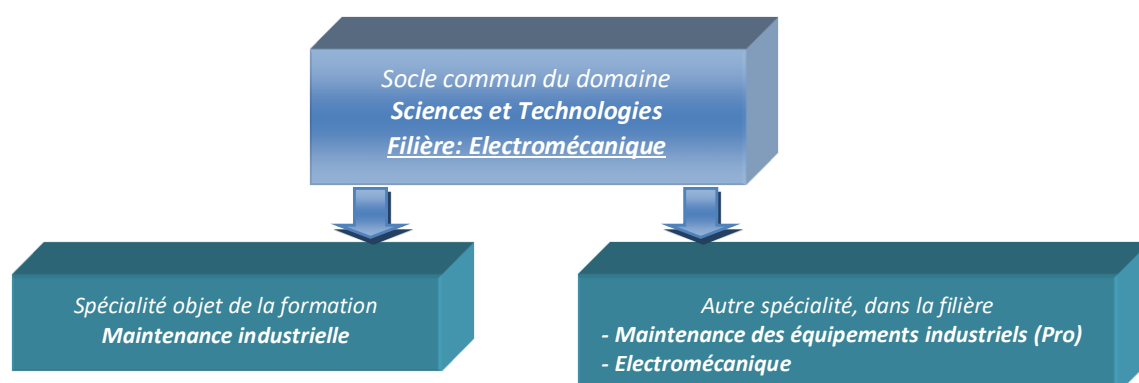 Socle commun du domaine
Sciences et Technologies
Filière: Electromécanique
Spécialité objet de la formation
Maintenance industrielle
Autre spécialité, dans la filière
- Maintenance des équipements industriels (Pro)
- Electromécanique